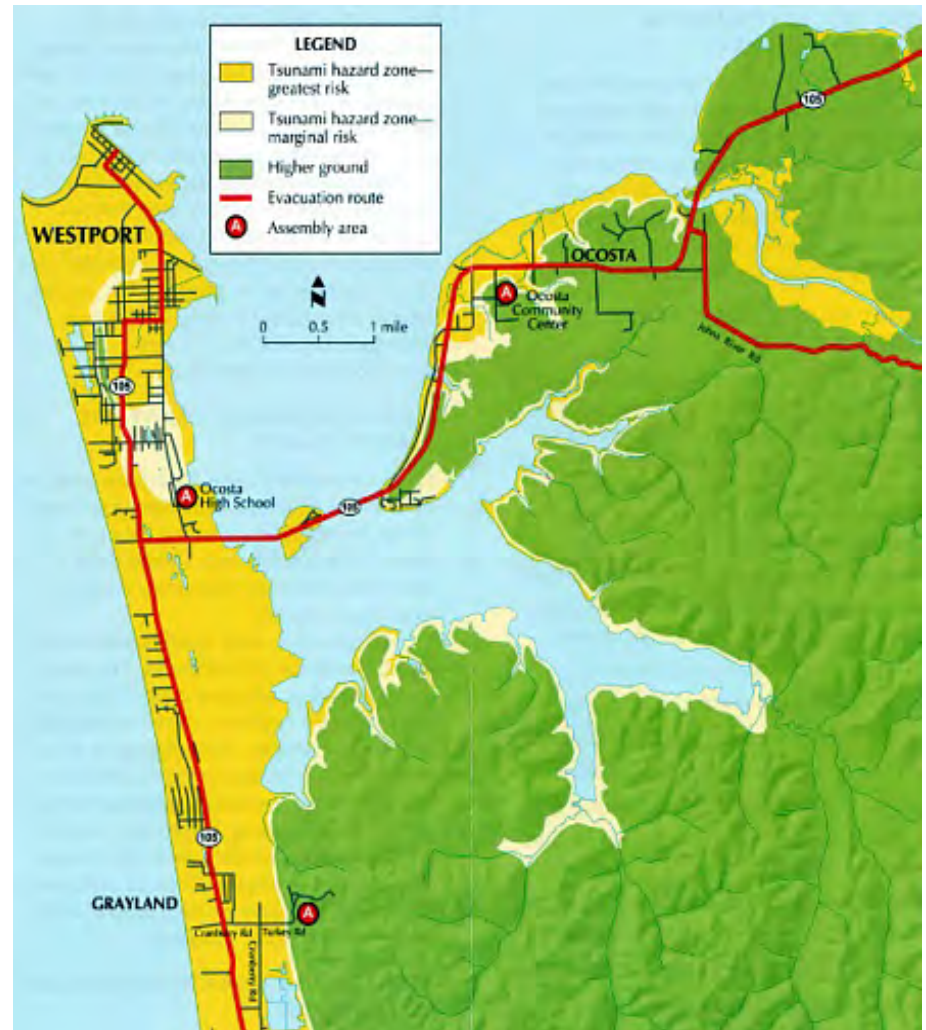 LEGEND
Tsunami hazard zone—
greatest risk
Tsunami hazard zone—
marginal risk
Higher ground
Evacuation route
A
Assembly area
105
WESTPORT
OCOSTA
N
A
Ocosta
Community
Center
0 0.5 1 mile
Johns River Rd
105
A
Ocosta
High School
105
105
GRAYLAND
A
Cranberry Rd
Turkey Rd
Cranberry Rd